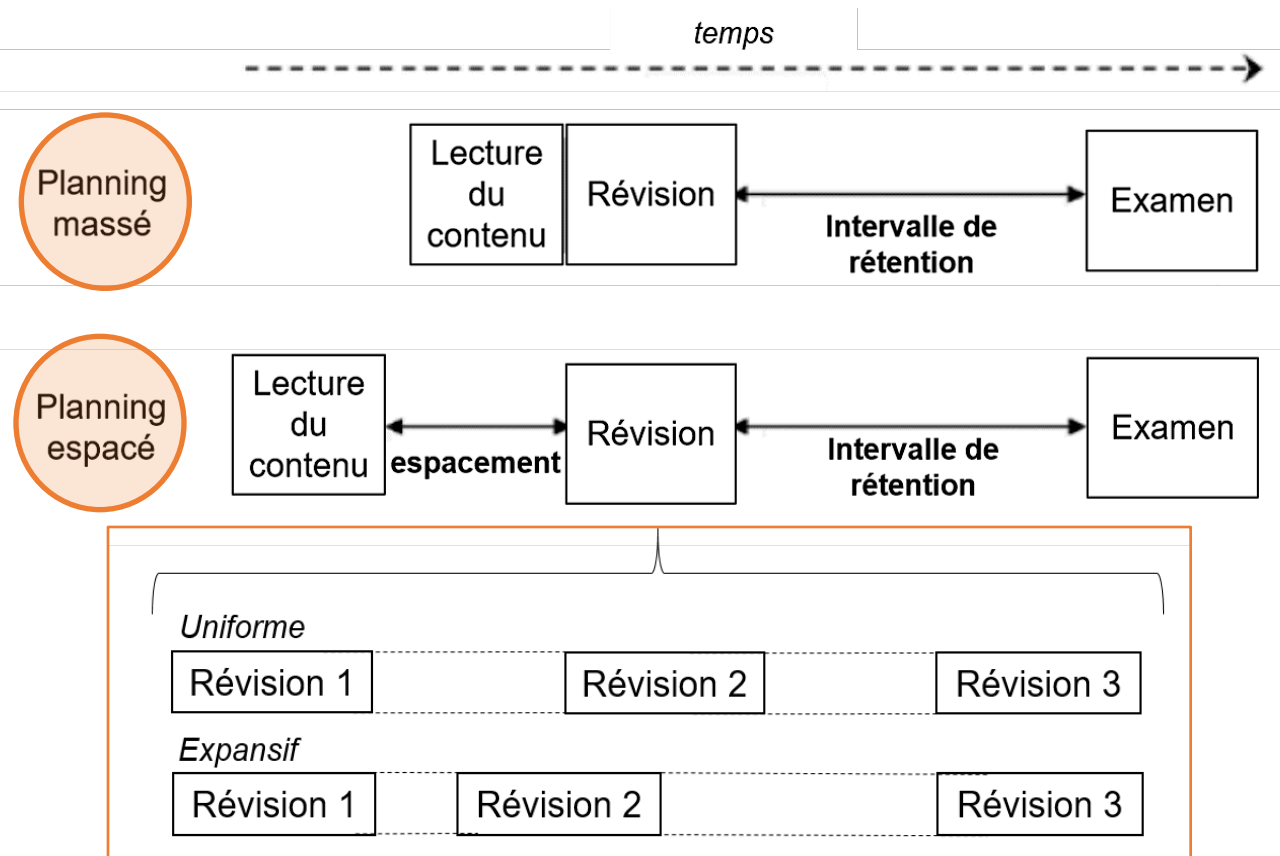 temps
Planning
massé
Lecture
du
contenu
Révision
Intervalle de
rétention
Examen
Planning
espacé
Lecture
du
contenu
espacement
Révision
Intervalle de
rétention
Examen
Uniforme
Révision 1
Révision 2
Révision 3
Expansif
Révision 1
Révision 2
Révision 3